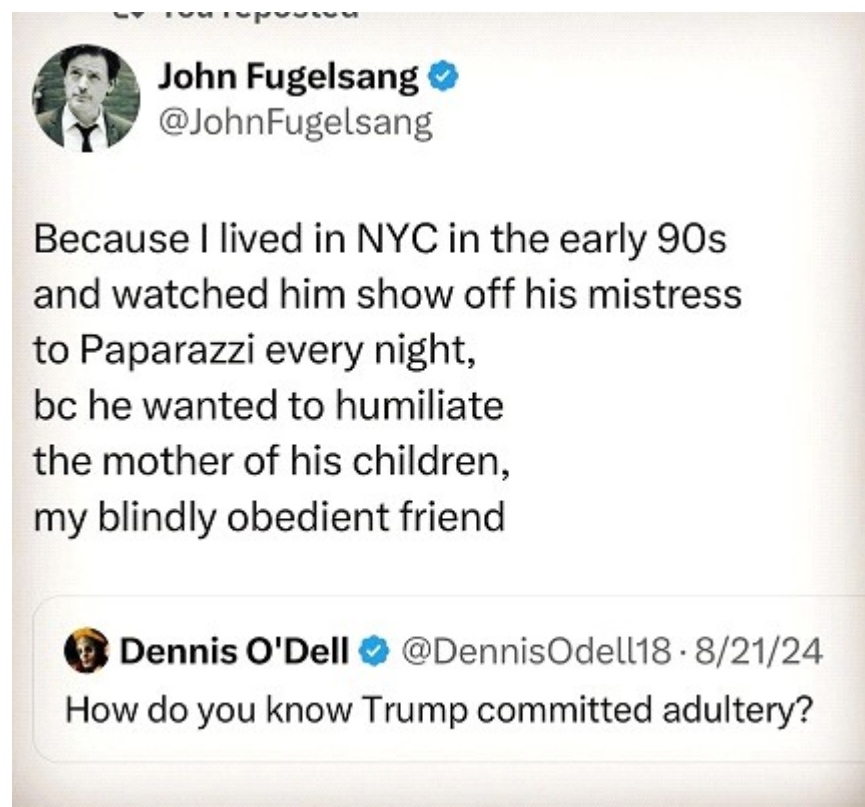 You reposted
John Fugelsang
@JohnFugelsang
Because I lived in NYC in the early 90s
and watched him show off his mistress
to Paparazzi every night,
bc he wanted to humiliate
the mother of his children,
my blindly obedient friend
Dennis O'Dell @DennisOdell18 · 8/21/24
How do you know Trump committed adultery?